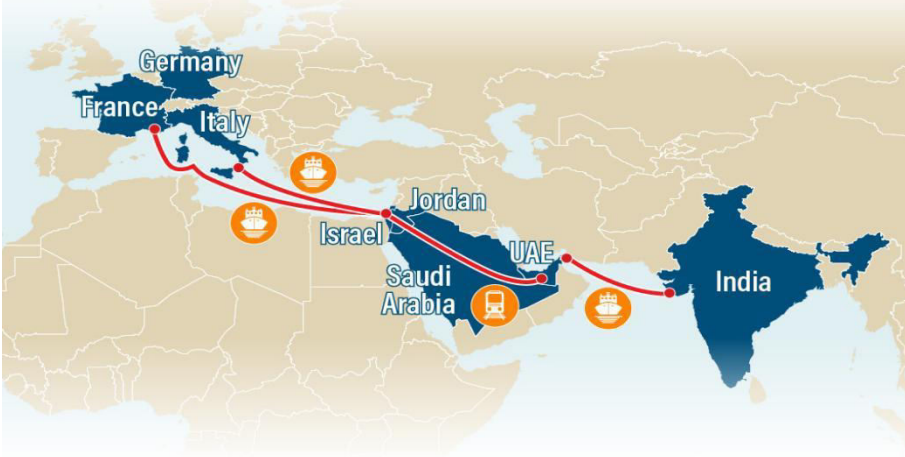 Germany
France
Italy
Jordan
Israel
UAE
Saudi
Arabia
India